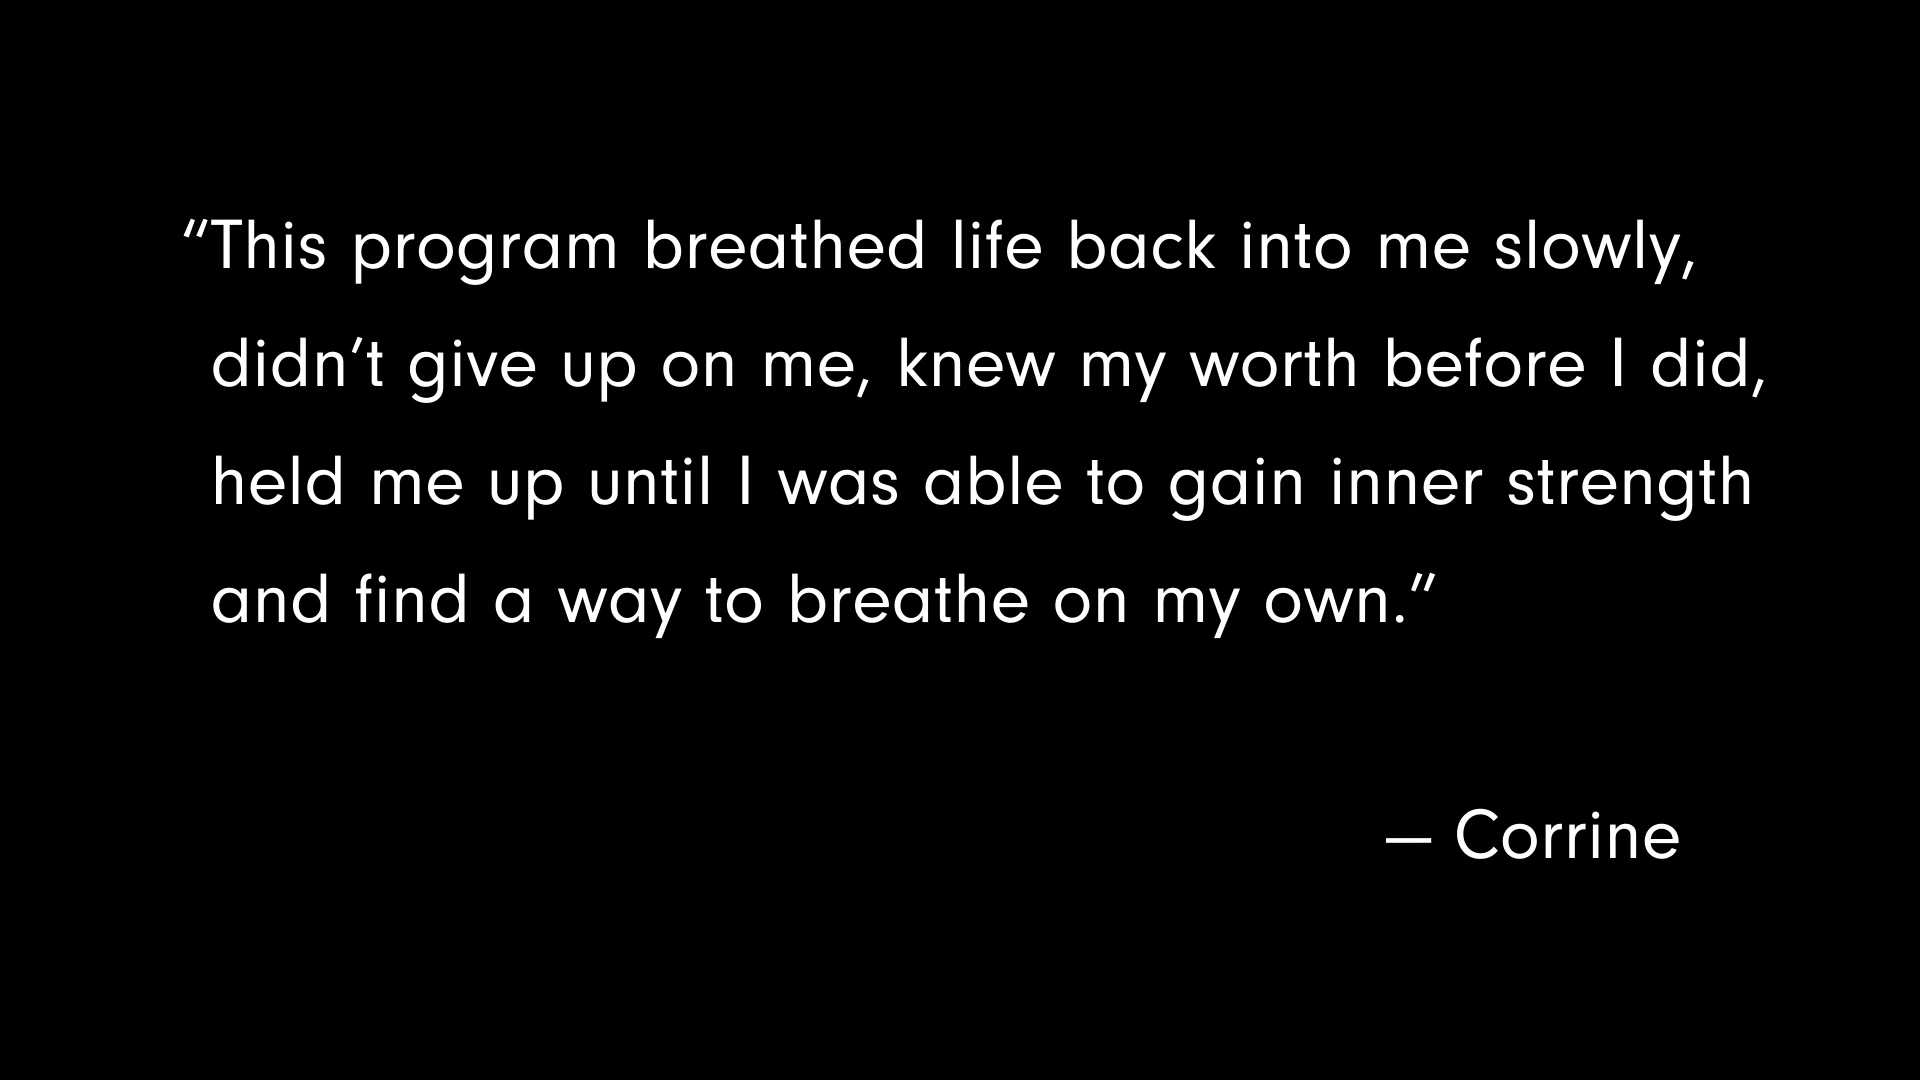 “This program breathed life back into me slowly,
didn’t give up on me, knew my worth before I did,
held me up until I was able to gain inner strength
and find a way to breathe on my own.”
— Corrine